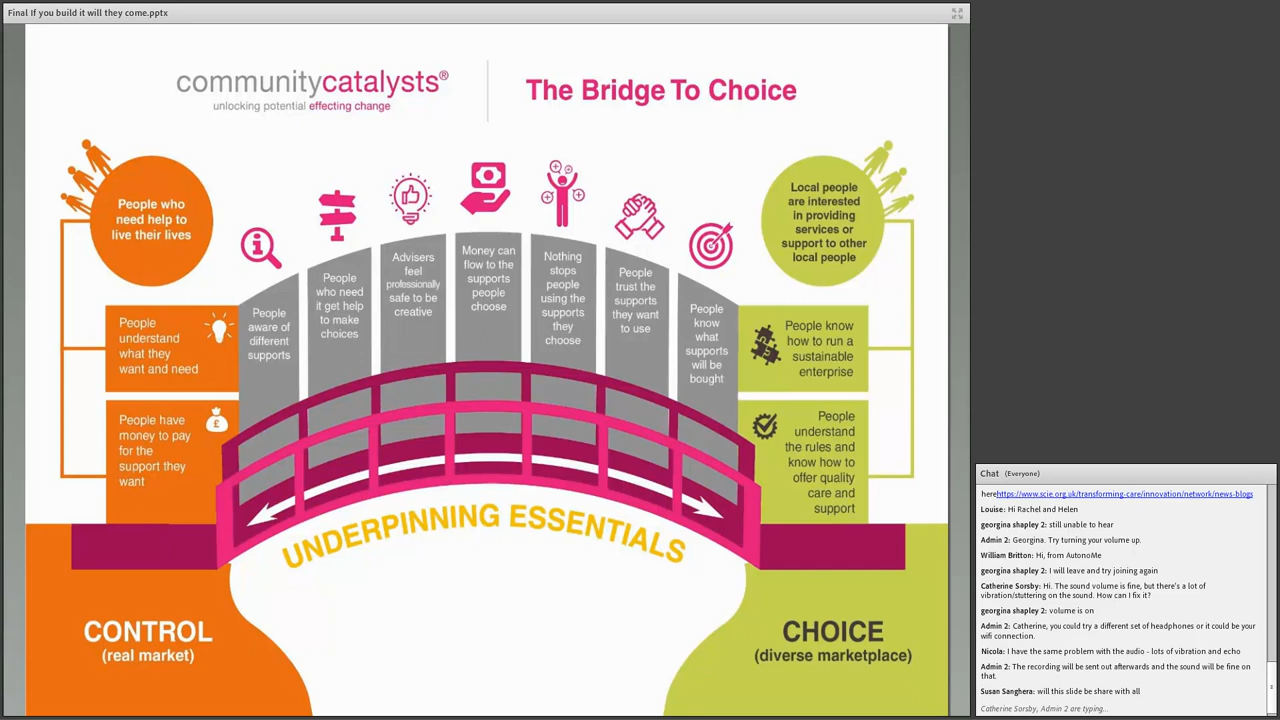 Final If you build it will they come.pptx
communitycatalysts®
unlocking potential effecting change
The Bridge To Choice
People who
need help to
live their lives
Local people
are interested
in providing
services or
support to other
local people
People
understand
what they
want and need
People have
money to pay
for the
support they
want
£
i
People
aware of
different
supports
People
who need
it get help
to make
choices
Advisers
feel
professionally
safe to be
creative
Money can
flow to the
supports
people
choose
Nothing
stops
people
using the
supports
they
choose
People
trust the
supports
they want
to use
People
know
what
supports
will be
bought
People know
how to run a
sustainable
enterprise
People
understand
the rules and
know how to
offer quality
care and
support
UNDERPINNING ESSENTIALS
CONTROL
(real market)
CHOICE
(diverse marketplace)
Chat (Everyone)
herehttps://www.scie.org.uk/transforming-care/innovation/network/news-blogs
Louise: Hi Rachel and Helen
georgina shapley 2: still unable to hear
Admin 2: Georgina. Try turning your volume up.
William Britton: Hi, from AutonoMe
georgina shapley 2: I will leave and try joining again
Catherine Sorsby: Hi. The sound volume is fine, but there's a lot of
vibration/stuttering on the sound. How can I fix it?
georgina shapley 2: volume is on
Admin 2: Catherine, you could try a different set of headphones or it could be your
wifi connection.
Nicola: I have the same problem with the audio - lots of vibration and echo
Admin 2: The recording will be sent out afterwards and the sound will be fine on
that.
Susan Sanghera: will this slide be share with all
Catherine Sorsby, Admin 2 are typing...